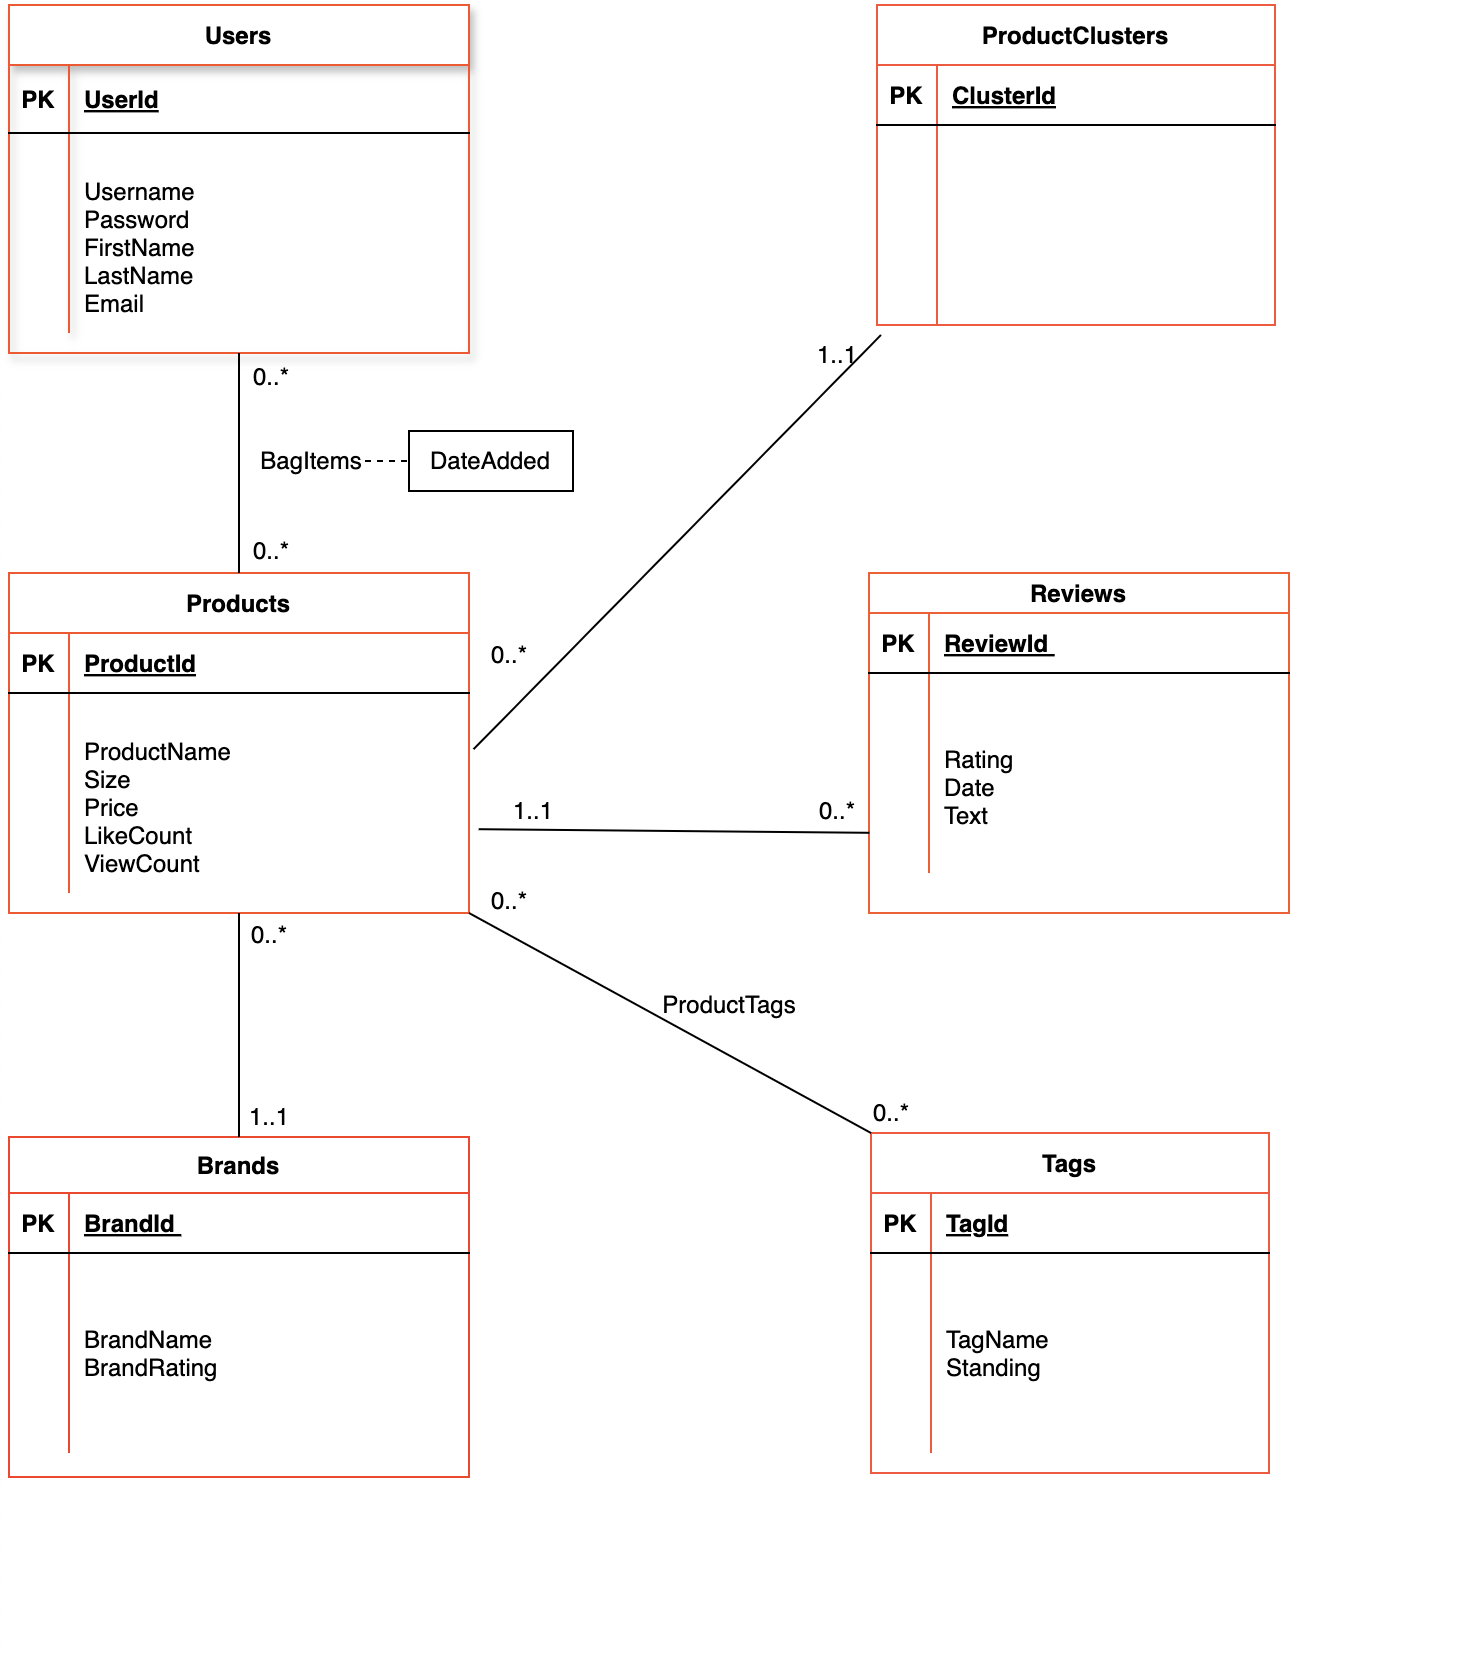 Users
PK UserId
Username
Password
FirstName
LastName
Email
ProductClusters
PK ClusterId
0..*
1..1
BagItems
DateAdded
0..*
Products
PK ProductId
ProductName
Size
Price
LikeCount
ViewCount
0..*
1..1
0..*
Reviews
PK ReviewId
Rating
Date
Text
0..*
0..*
ProductTags
1..1
0..*
Brands
PK BrandId
BrandName
BrandRating
Tags
PK TagId
TagName
Standing